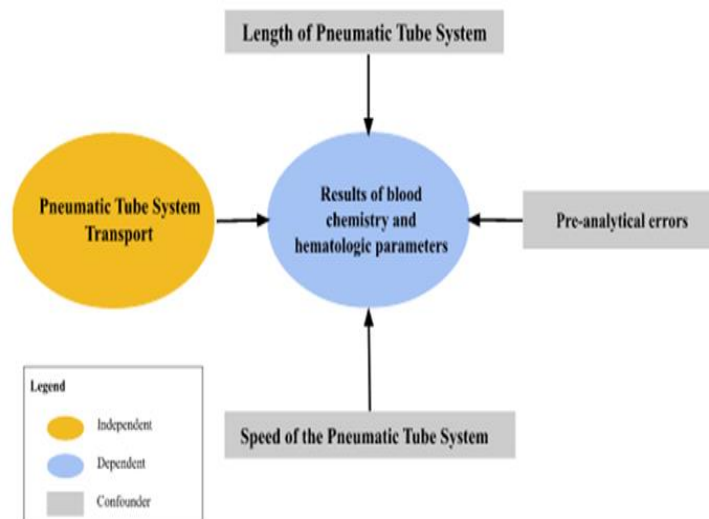 Length of Pneumatic Tube System
Pneumatic Tube System
Transport
Results of blood
chemistry and
hematologic parameters
Pre-analytical errors
Speed of the Pneumatic Tube System
Legend
Independent
Dependent
Confounder